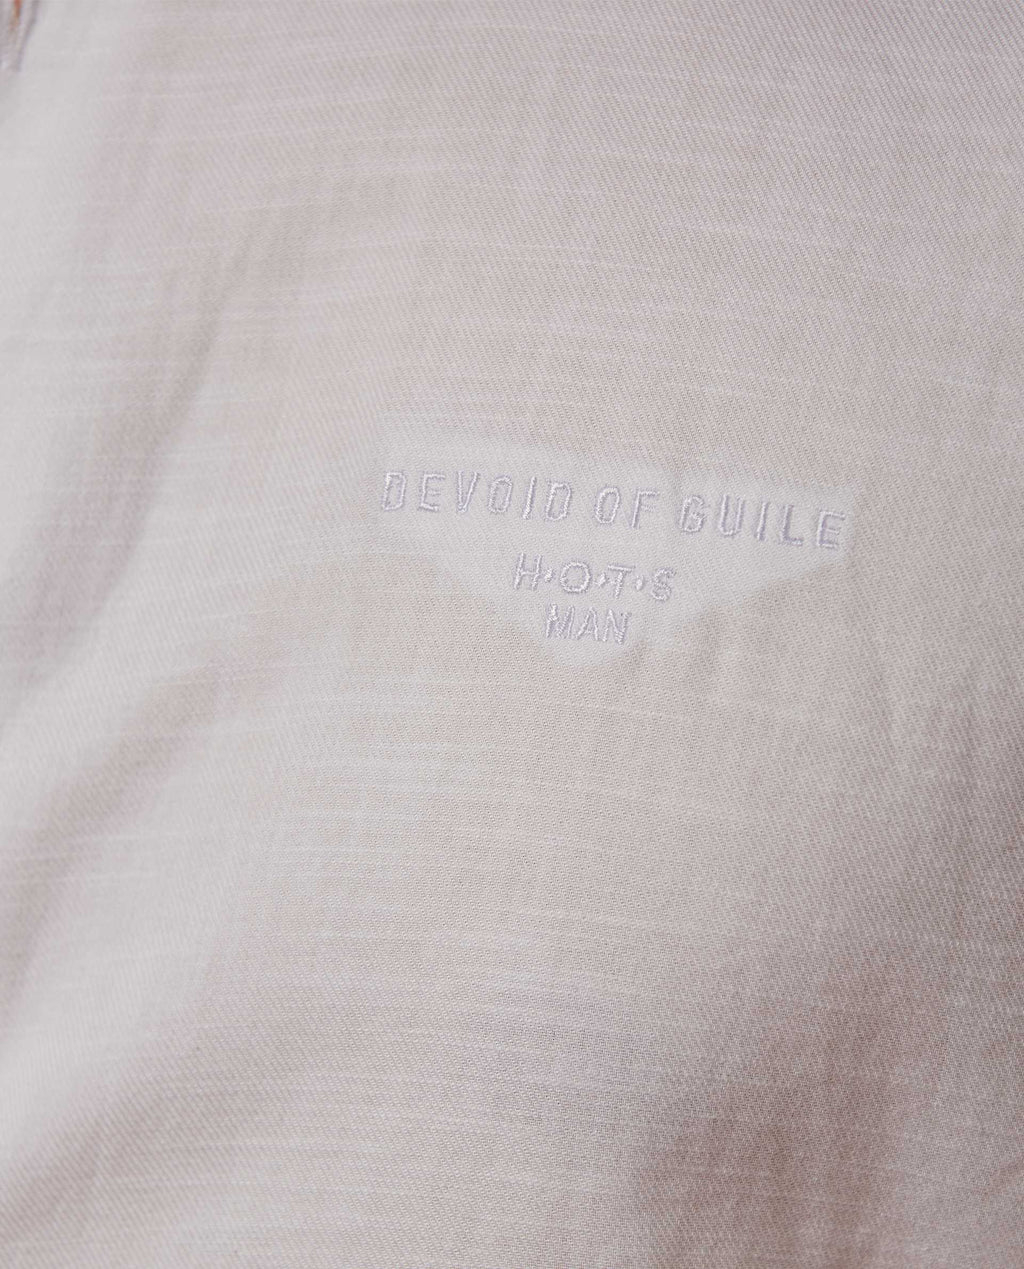 DEVOID OF GUILE
H·O·T·S
MAN